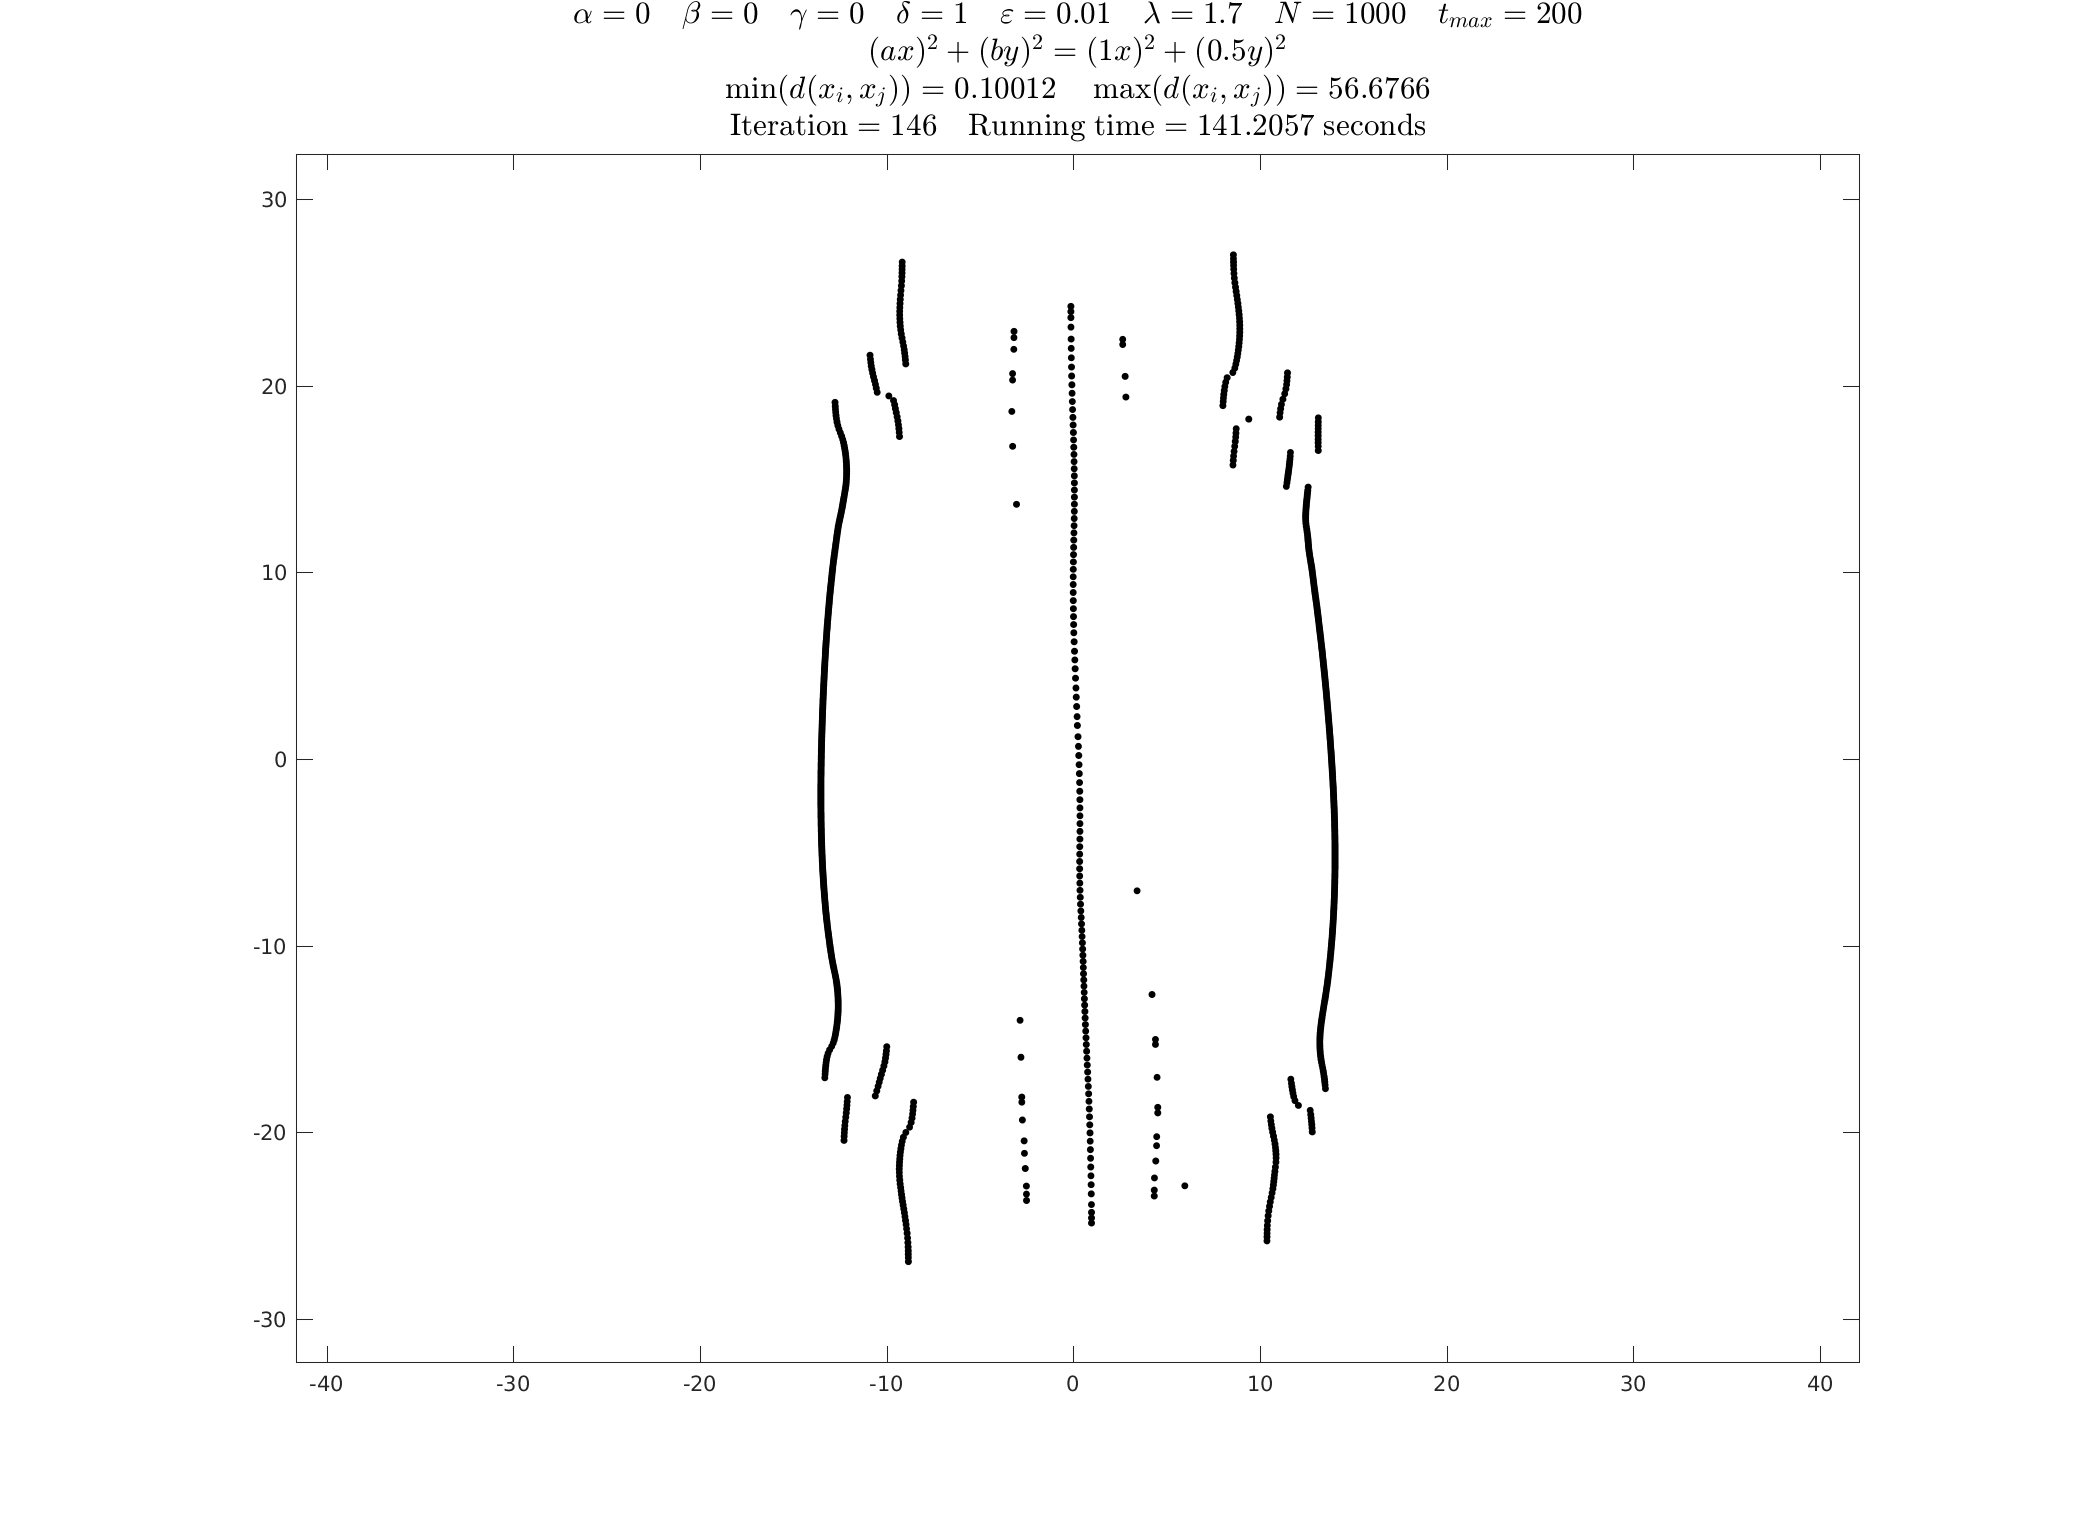 α = 0 β = 0 γ = 0 δ = 1 ε = 0.01 λ = 1.7 N = 1000 t_max = 200
(ax)² + (by)² = (1x)² + (0.5y)²
min(d(x_i, x_j)) = 0.10012 max(d(x_i, x_j)) = 56.6766
Iteration = 146 Running time = 141.2057 seconds
30
20
10
0
-10
-20
-30
-40 -30 -20 -10 0 10 20 30 40